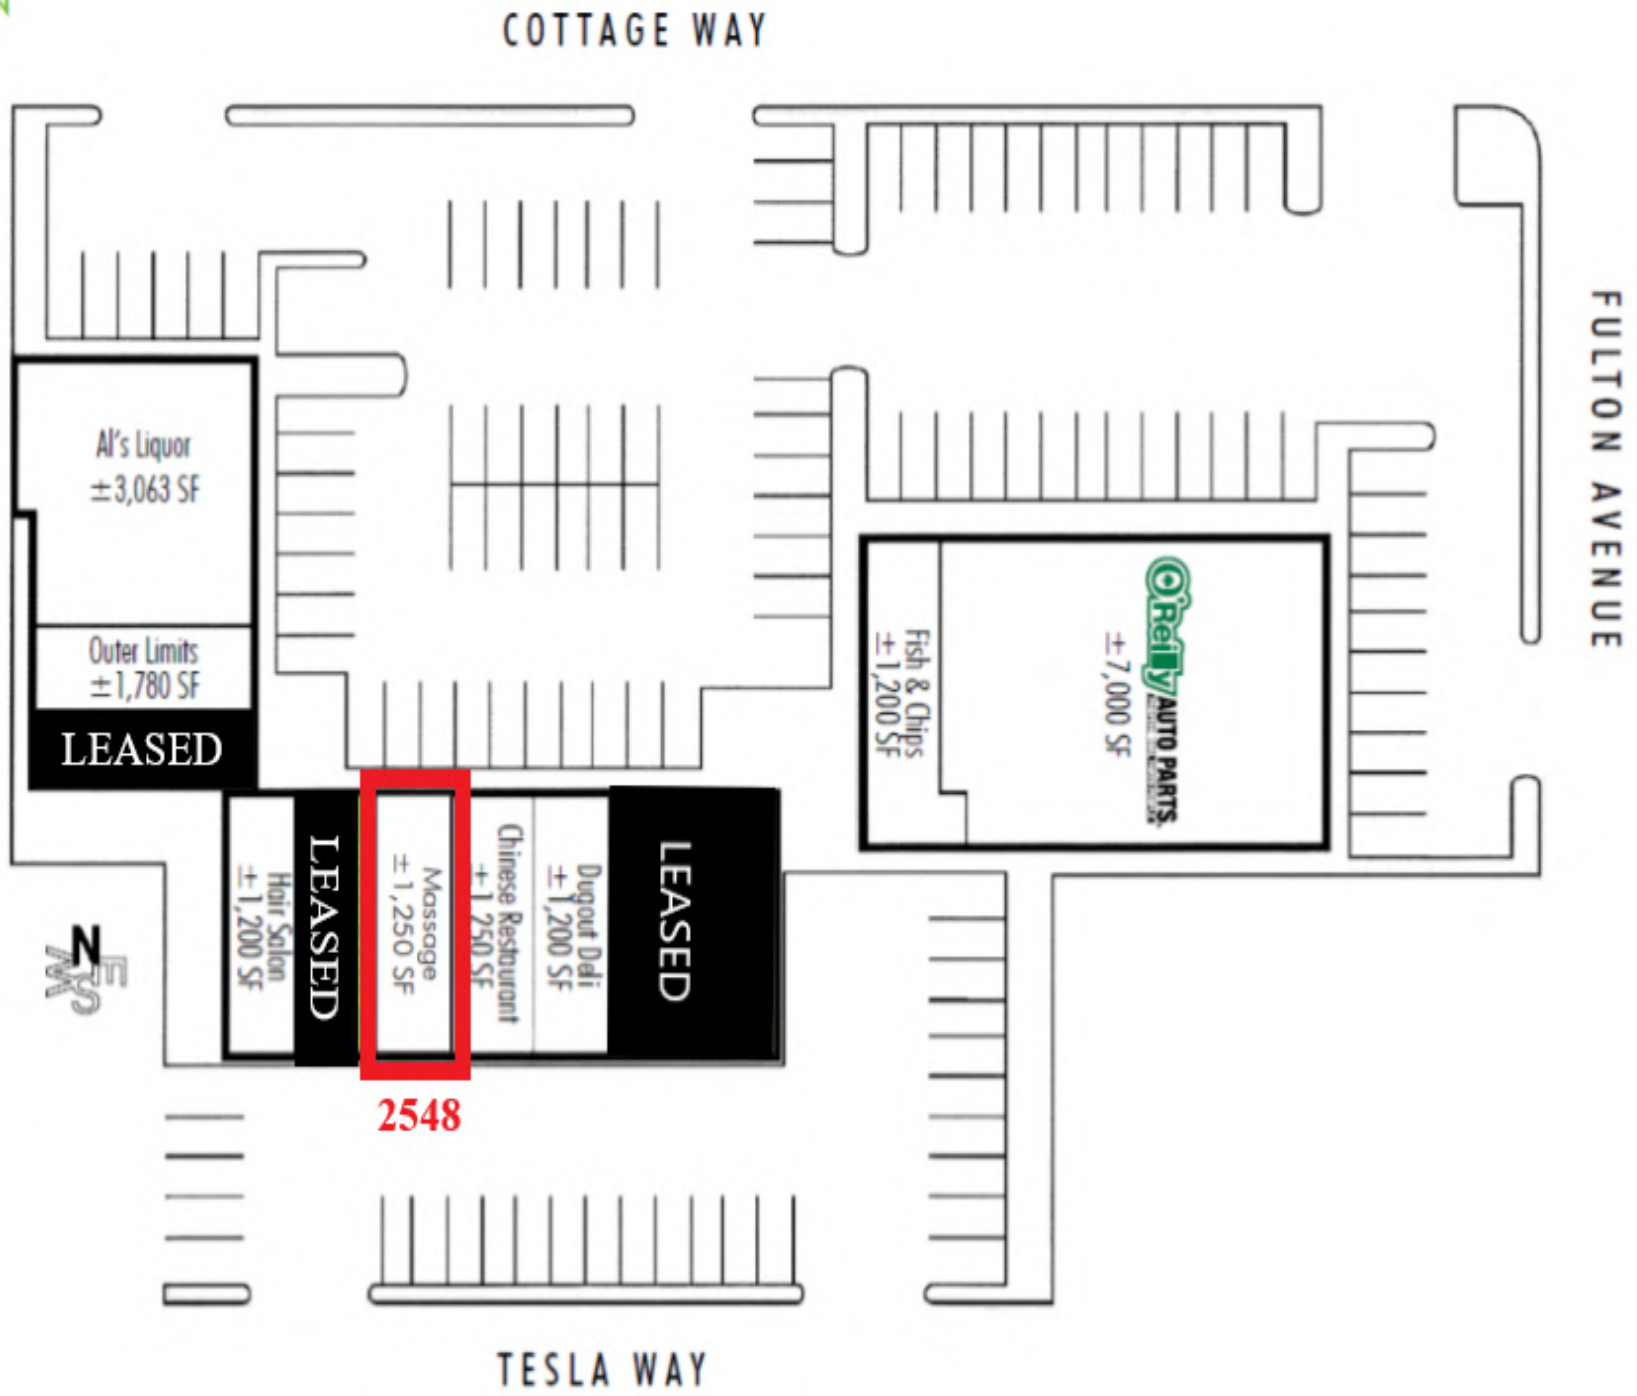 COTTAGE WAY
FULTON AVENUE
Al's Liquor
±3,063 SF
Outer Limits
±1,780 SF
LEASED
O'Reilly AUTO PARTS
±7,000 SF
Fish & Chips
±1,200 SF
Hair Salon
±1,200 SF
LEASED
Massage
±1,250 SF
Chinese Restaurant
±1,250 SF
Dugout Deli
±1,200 SF
LEASED
N
E
S
W
2548
TESLA WAY